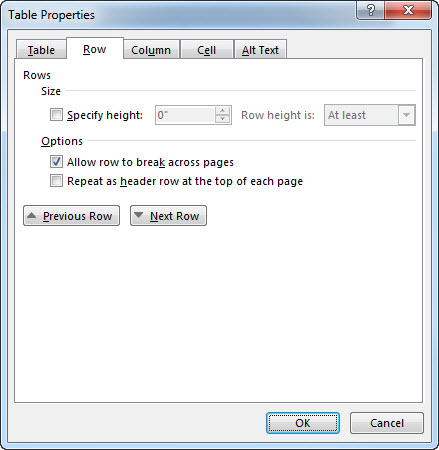 Table Properties
?
Table Row Column Cell Alt Text
Rows
Size
Specify height: 0" Row height is: At least
Options
Allow row to break across pages
Repeat as header row at the top of each page
Previous Row Next Row
OK Cancel